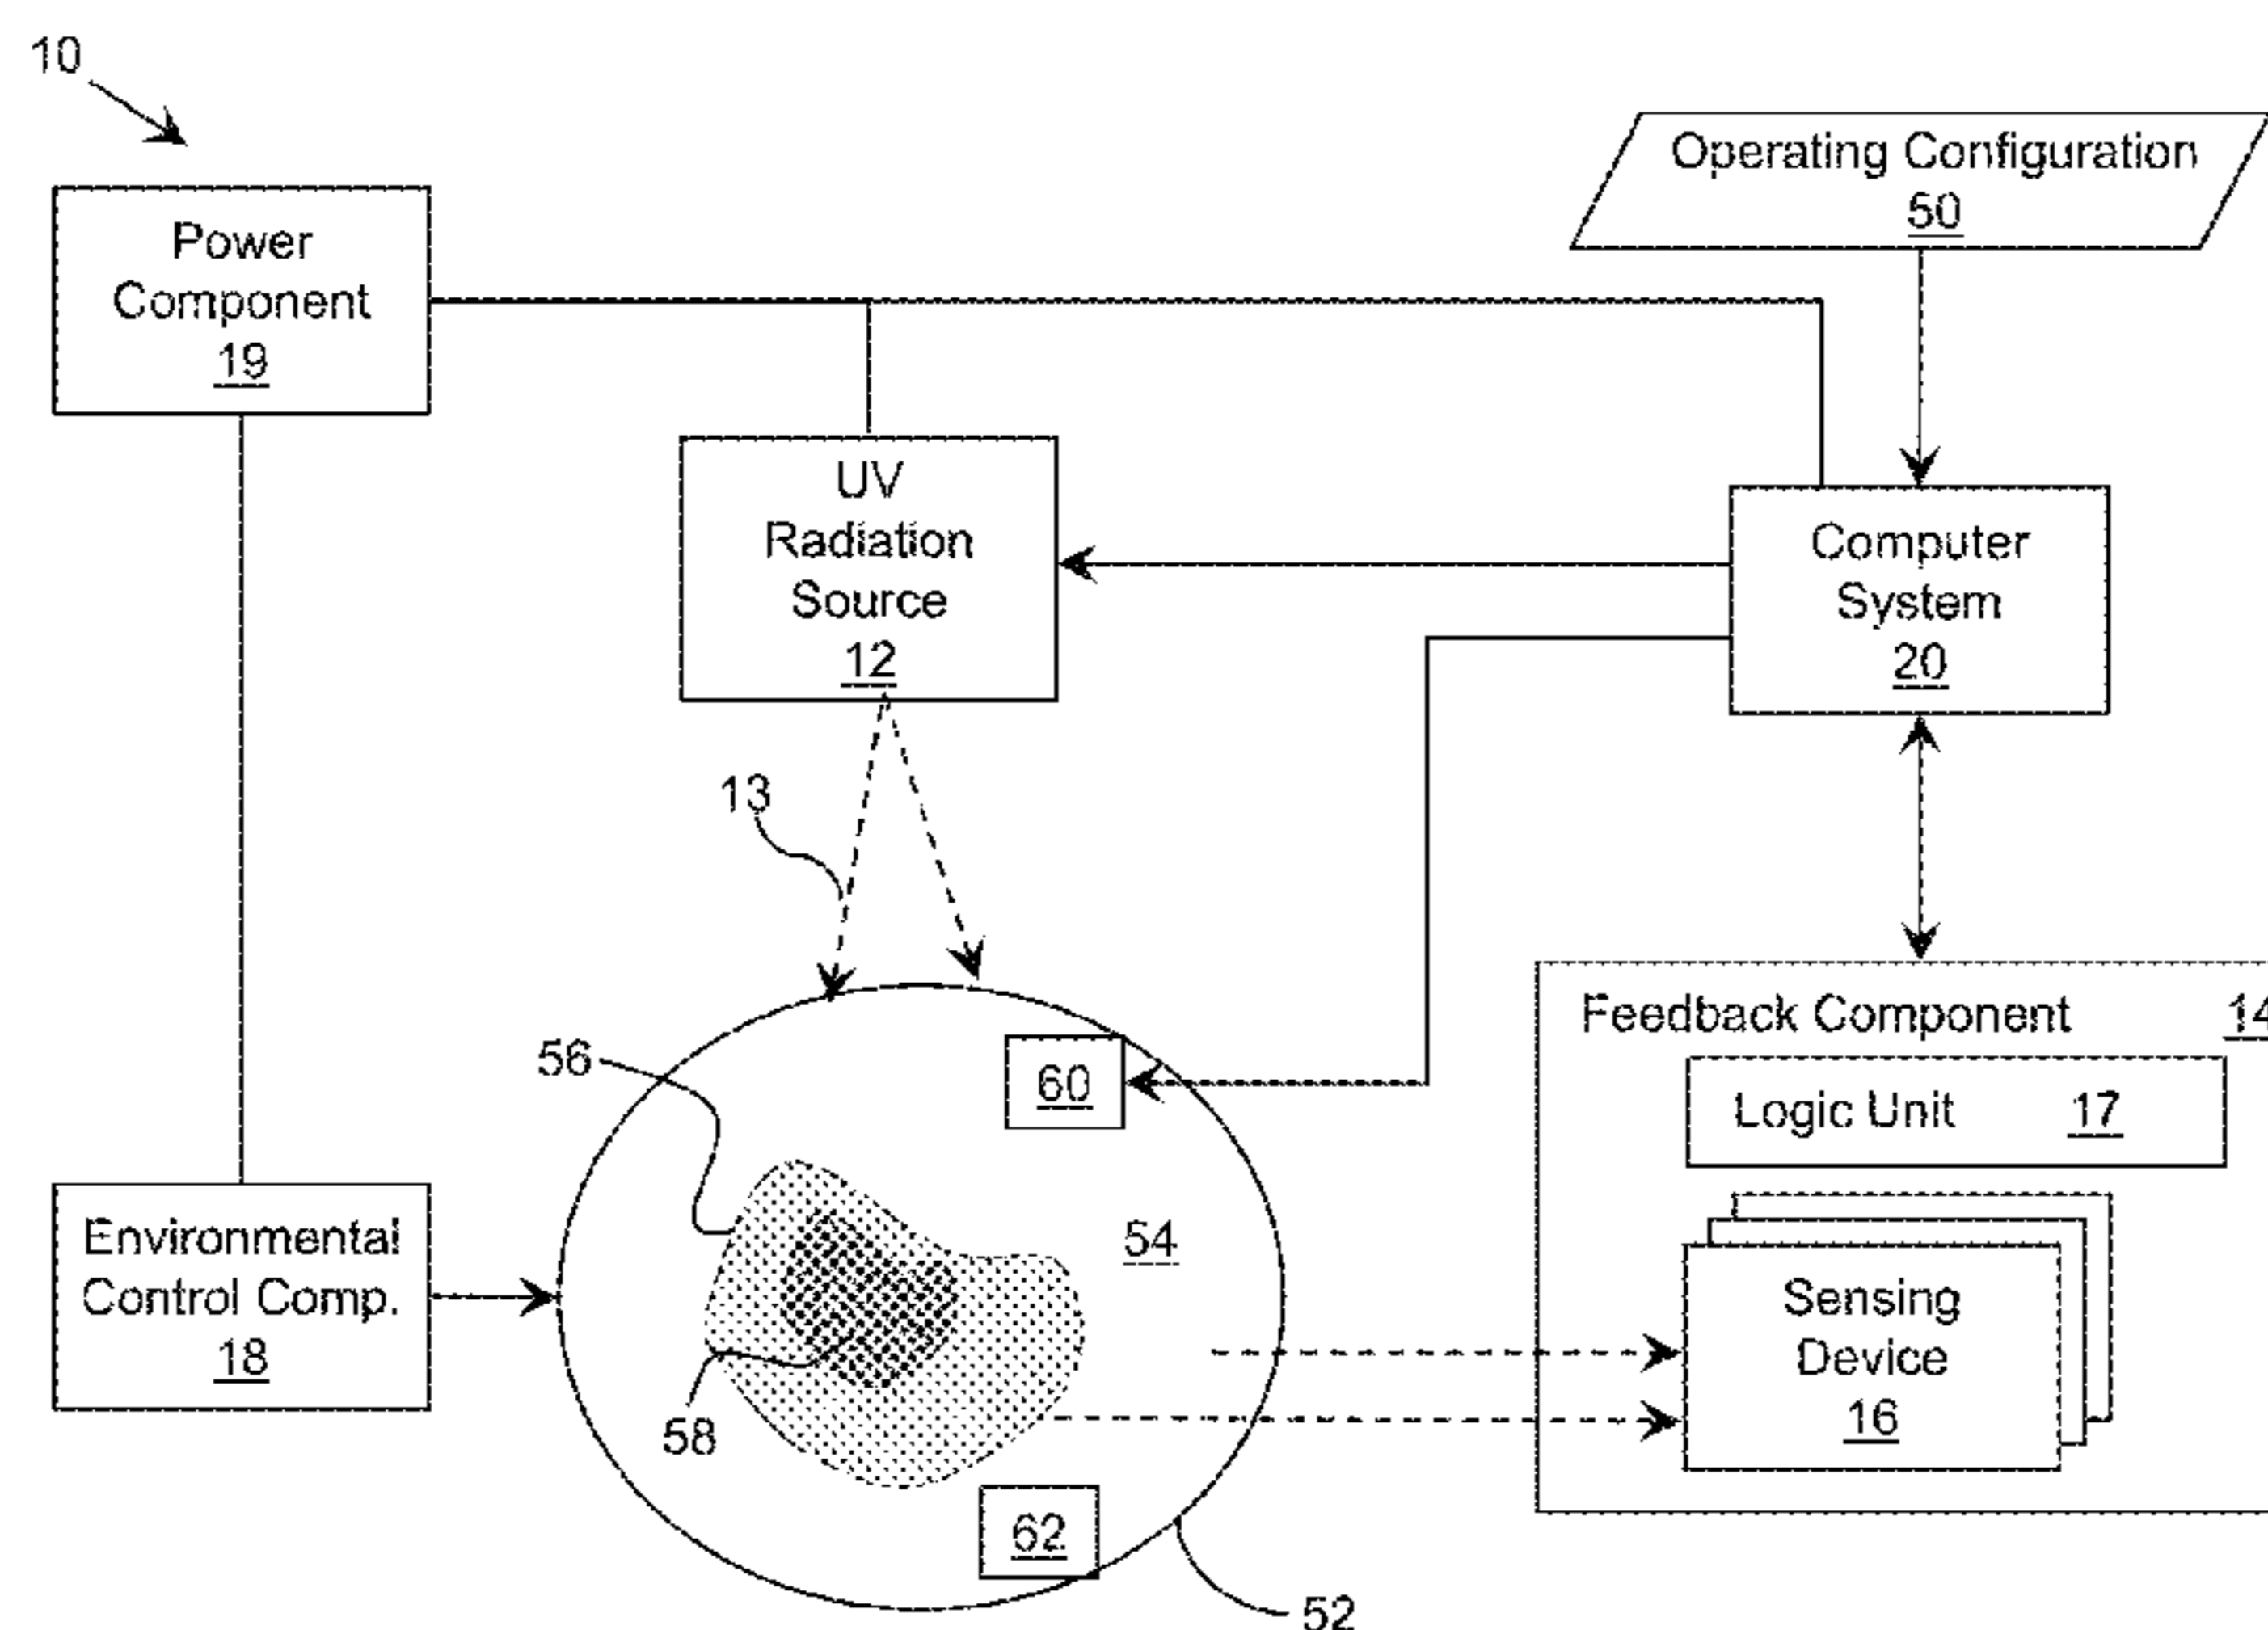 10
Operating Configuration
50
Power
Component
19
UV
Radiation
Source
12
Computer
System
20
13
Feedback Component 14
56
60
Logic Unit 17
Environmental
Control Comp.
18
54
Sensing
Device
16
58
62
52